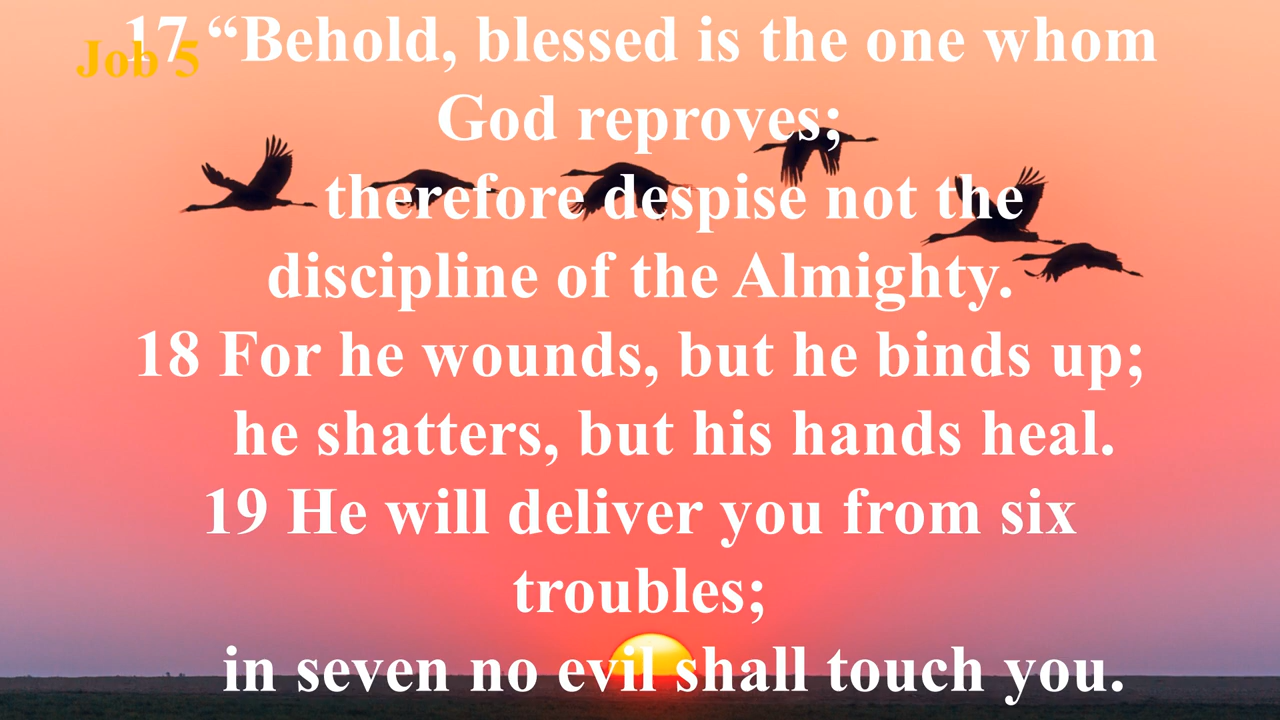 Job 5
17 “Behold, blessed is the one whom
God reproves;
therefore despise not the
discipline of the Almighty.
18 For he wounds, but he binds up;
he shatters, but his hands heal.
19 He will deliver you from six
troubles;
in seven no evil shall touch you.